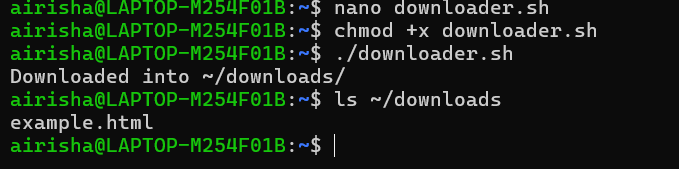 airisha@LAPTOP-M254F01B:~$ nano downloader.sh
airisha@LAPTOP-M254F01B:~$ chmod +x downloader.sh
airisha@LAPTOP-M254F01B:~$ ./downloader.sh
Downloaded into ~/downloads/
airisha@LAPTOP-M254F01B:~$ ls ~/downloads
example.html
airisha@LAPTOP-M254F01B:~$